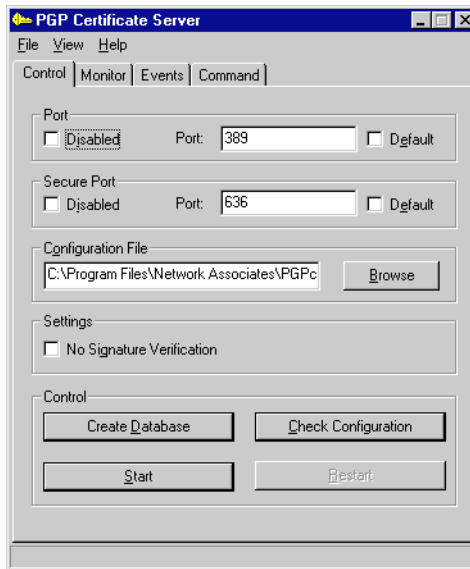 PGP Certificate Server
File View Help
Control Monitor Events Command
Port
Disabled Port: 389 Default
Secure Port
Disabled Port: 636 Default
Configuration File
C:\Program Files\Network Associates\PGPc Browse
Settings
No Signature Verification
Control
Create Database Check Configuration
Start Restart